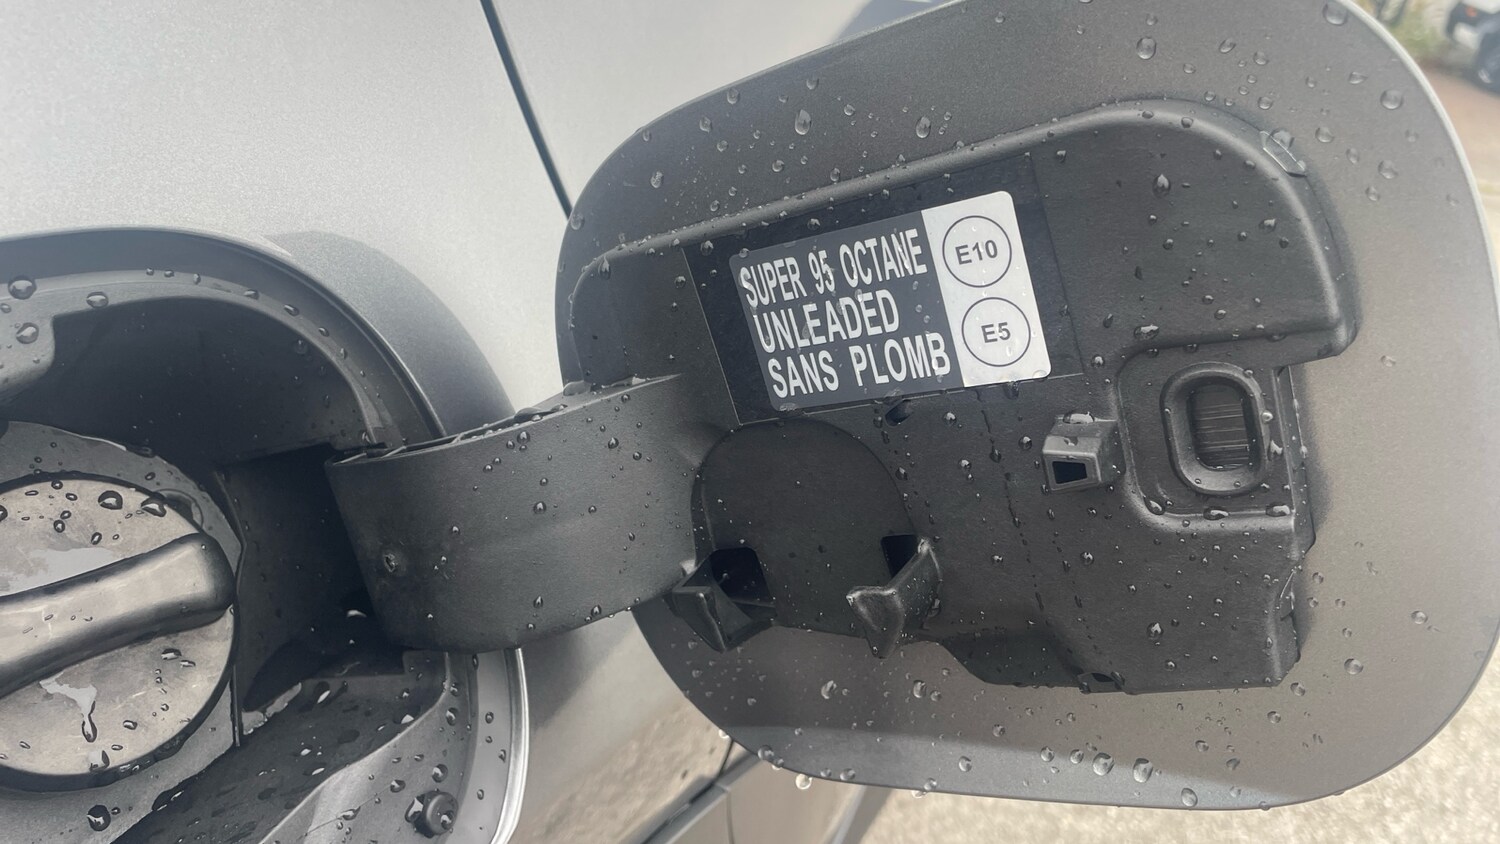 SUPER 95 OCTANE
UNLEADED
SANS PLOMB
E10
E5